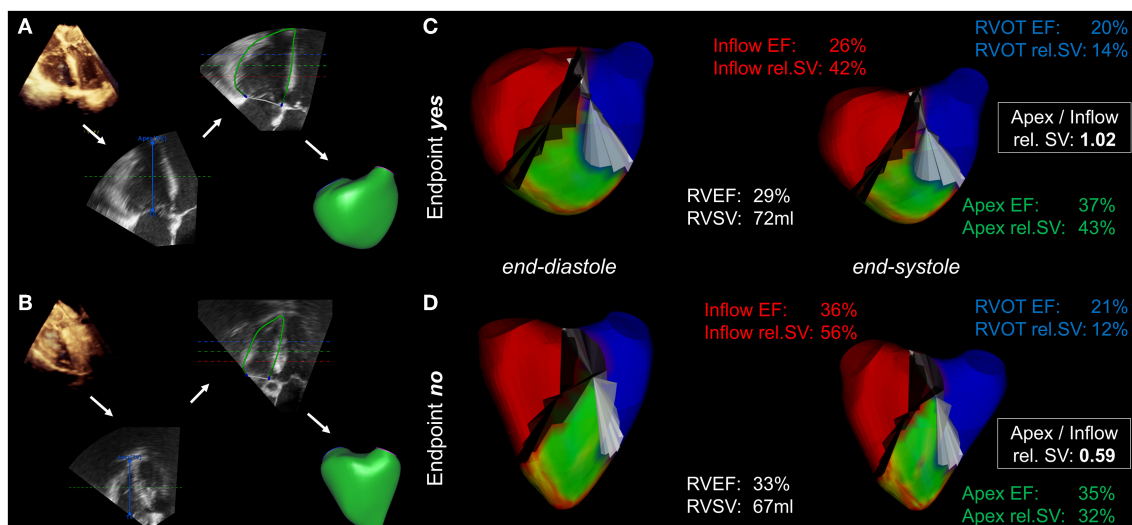 A
C
Endpoint yes
Inflow EF: 26%
Inflow rel.SV: 42%
RVOT EF: 20%
RVOT rel.SV: 14%
Apex / Inflow
rel. SV: 1.02
RVEF: 29%
RVSV: 72ml
Apex EF: 37%
Apex rel.SV: 43%
end-diastole
end-systole
B
D
Endpoint no
Inflow EF: 36%
Inflow rel.SV: 56%
RVOT EF: 21%
RVOT rel.SV: 12%
Apex / Inflow
rel. SV: 0.59
RVEF: 33%
RVSV: 67ml
Apex EF: 35%
Apex rel.SV: 32%